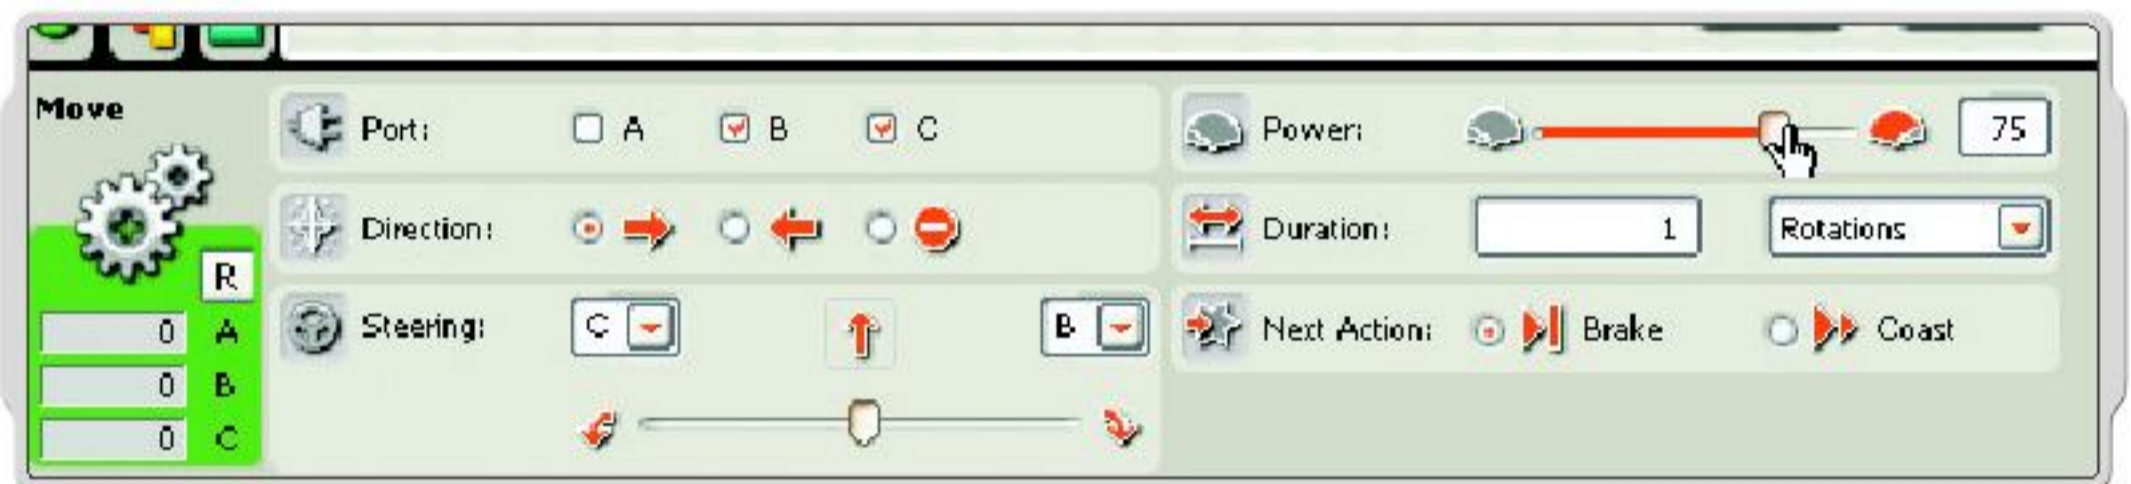 Move
R
0 A
0 B
0 C
Port: A B C
Direction:
Steering: C B
Power: 75
Duration: 1 Rotations
Next Action: Brake Coast